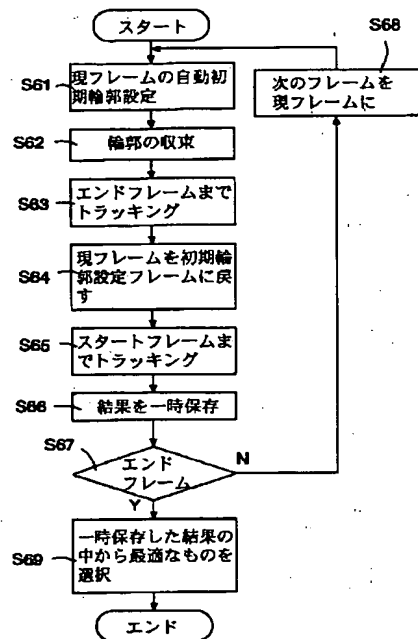 スタート
S68
S61
現フレームの自動初
期輪郭設定
次のフレームを
現フレームに
S62
輪郭の収束
S63
エンドフレームまで
トラッキング
S64
現フレームを初期輪
郭設定フレームに戻
す
S65
スタートフレームま
でトラッキング
S66
結果を一時保存
S67
エンド
フレーム
N
Y
S69
一時保存した結果の
中から最適なものを
選択
エンド